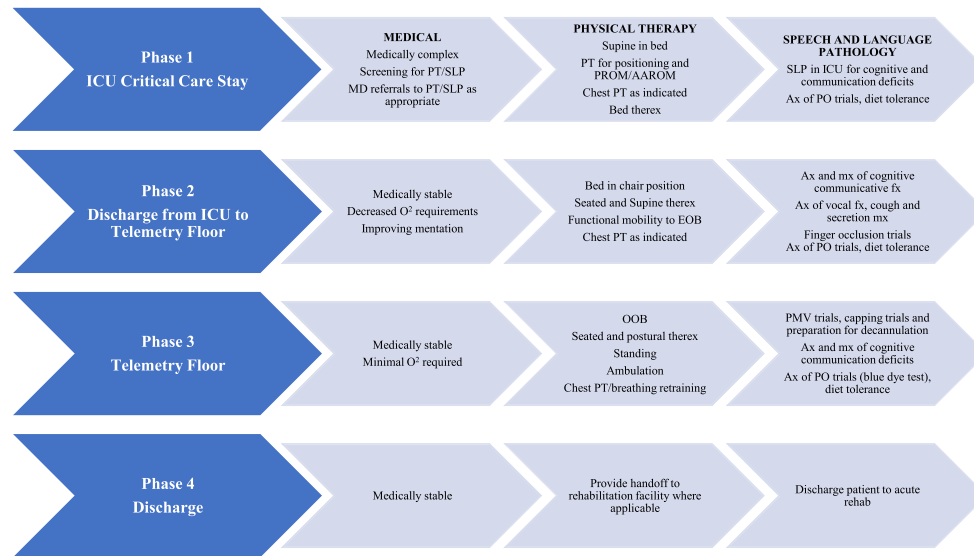 Phase 1
ICU Critical Care Stay
MEDICAL
Medically complex
Screening for PT/SLP
MD referrals to PT/SLP as
appropriate
PHYSICAL THERAPY
Supine in bed
PT for positioning and
PROM/AAROM
Chest PT as indicated
Bed therex
SPEECH AND LANGUAGE
PATHOLOGY
SLP in ICU for cognitive and
communication deficits
Ax of PO trials, diet tolerance
Phase 2
Discharge from ICU to
Telemetry Floor
Medically stable
Decreased O² requirements
Improving mentation
Bed in chair position
Seated and Supine therex
Functional mobility to EOB
Chest PT as indicated
Ax and mx of cognitive
communicative fx
Ax of vocal fx, cough and
secretion mx
Finger occlusion trials
Ax of PO trials, diet tolerance
Phase 3
Telemetry Floor
Medically stable
Minimal O² required
OOB
Seated and postural therex
Standing
Ambulation
Chest PT/breathing retraining
PMV trials, capping trials and
preparation for decannulation
Ax and mx of cognitive
communication deficits
Ax of PO trials (blue dye test),
diet tolerance
Phase 4
Discharge
Medically stable
Provide handoff to
rehabilitation facility where
applicable
Discharge patient to acute
rehab